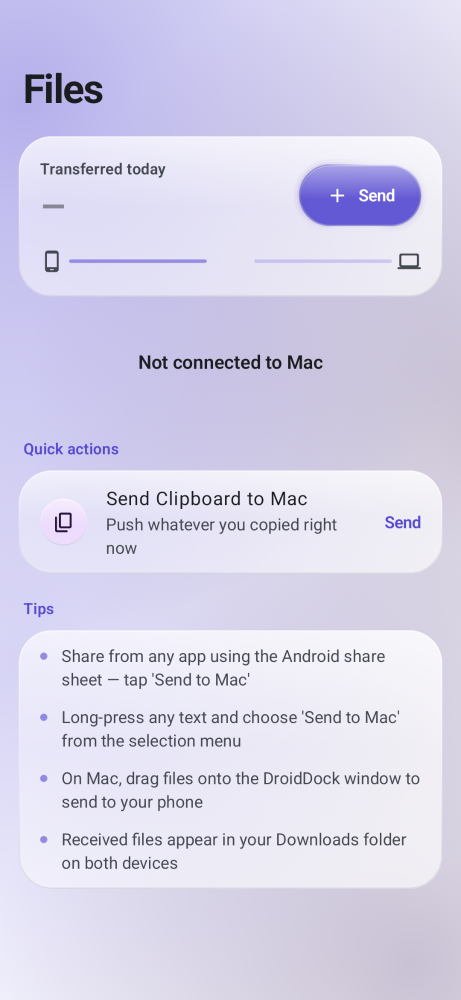 Files
Transferred today
—
+ Send
Not connected to Mac
Quick actions
Send Clipboard to Mac
Push whatever you copied right
now
Send
Tips
• Share from any app using the Android share
sheet — tap 'Send to Mac'
• Long-press any text and choose 'Send to Mac'
from the selection menu
• On Mac, drag files onto the DroidDock window to
send to your phone
• Received files appear in your Downloads folder
on both devices